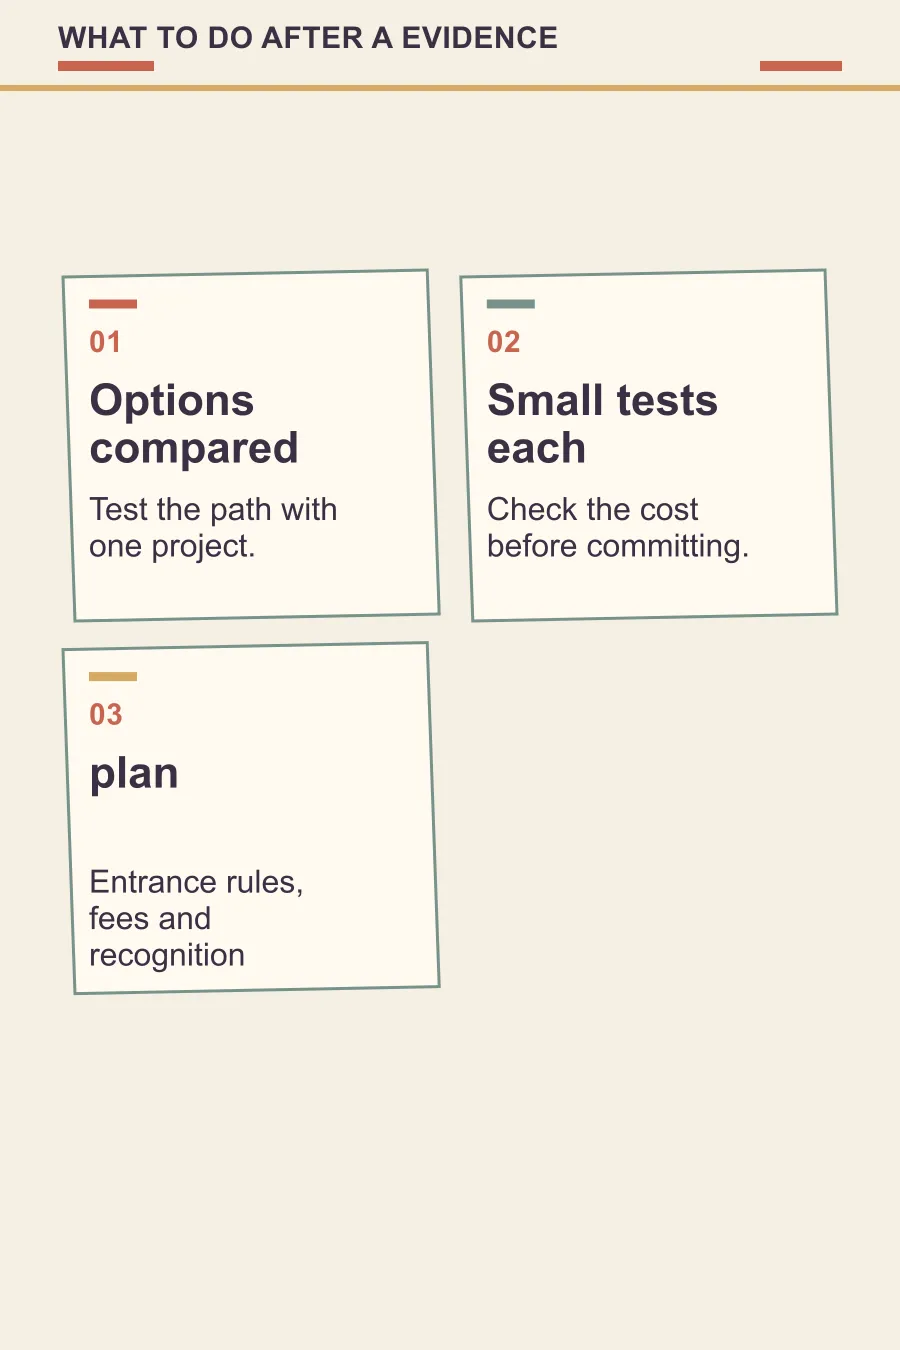 WHAT TO DO AFTER A EVIDENCE
01
Options
compared
Test the path with
one project.
02
Small tests
each
Check the cost
before committing.
03
plan
Entrance rules,
fees and
recognition